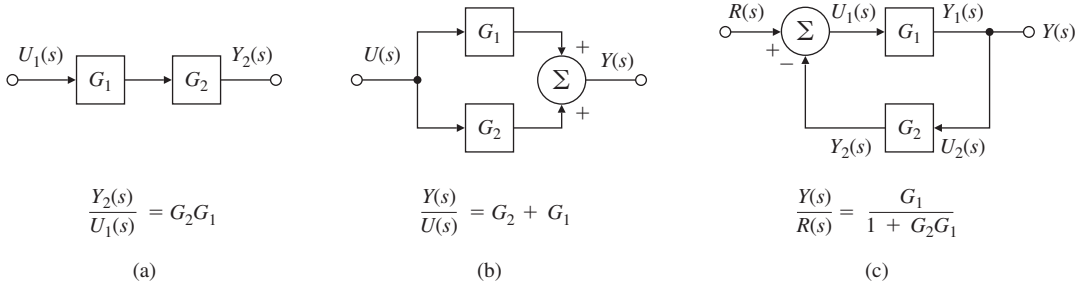 U₁(s) G₁ G₂ Y₂(s)
Y₂(s)/U₁(s) = G₂G₁
(a)
U(s) G₁ G₂ + + Σ Y(s)
Y(s)/U(s) = G₂ + G₁
(b)
R(s) + − Σ U₁(s) G₁ Y₁(s) Y(s)
Y₂(s) G₂ U₂(s)
Y(s)/R(s) = G₁/(1 + G₂G₁)
(c)